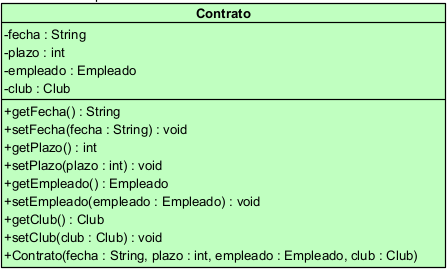 Contrato
-fecha : String
-plazo : int
-empleado : Empleado
-club : Club
+getFecha() : String
+setFecha(fecha : String) : void
+getPlazo() : int
+setPlazo(plazo : int) : void
+getEmpleado() : Empleado
+setEmpleado(empleado : Empleado) : void
+getClub() : Club
+setClub(club : Club) : void
+Contrato(fecha : String, plazo : int, empleado : Empleado, club : Club)